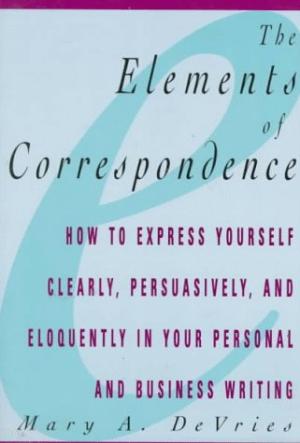 The
Elements
of
Correspondence
HOW TO EXPRESS YOURSELF
CLEARLY, PERSUASIVELY, AND
ELOQUENTLY IN YOUR PERSONAL
AND BUSINESS WRITING
Mary A. DeVries